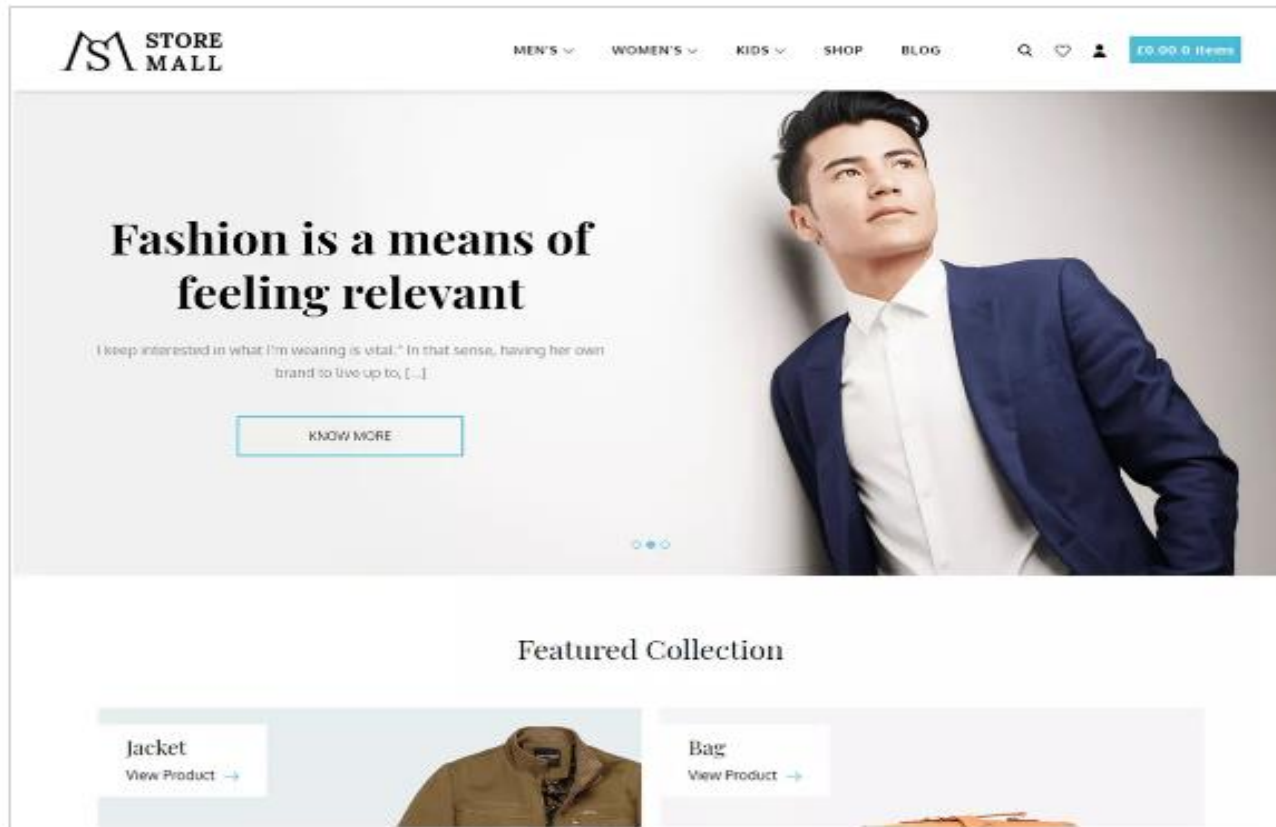 STORE
MALL
MEN'S
WOMEN'S
KIDS
SHOP
BLOG
£0.00 0 items
Fashion is a means of
feeling relevant
I keep interested in what I'm wearing is vital." In that sense, having her own
brand to live up to, [...]
KNOW MORE
Featured Collection
Jacket
View Product →
Bag
View Product →